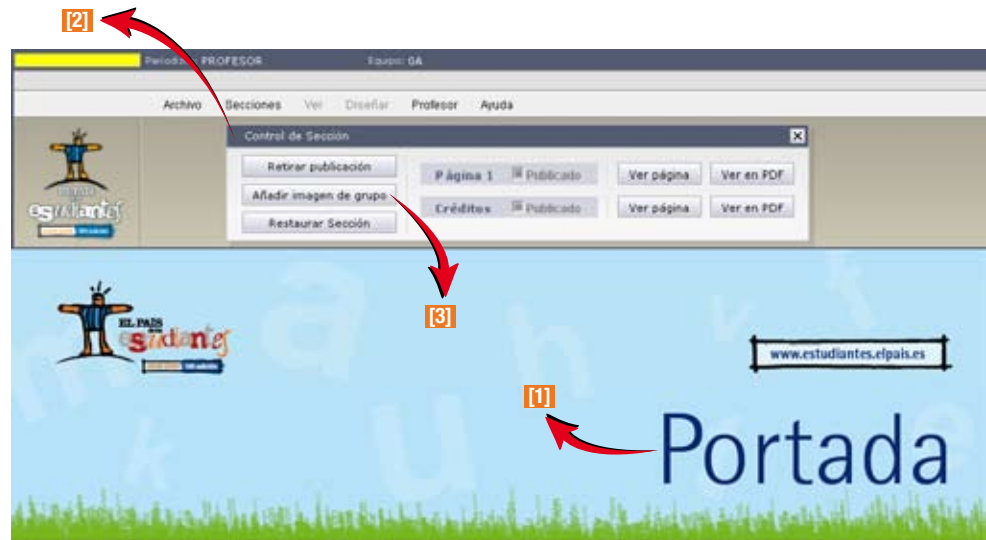 [2]
Periodista: PROFESOR Equipo: GA
Archivo Secciones Ver Diseñar Profesor Ayuda
Control de Sección
Retirar publicación
Página 1 Publicado Ver página Ver en PDF
Añadir imagen de grupo
Créditos Publicado Ver página Ver en PDF
Restaurar Sección
estudiantes
[3]
EL PAÍS
estudiantes
www.estudiantes.elpais.es
[1]
Portada